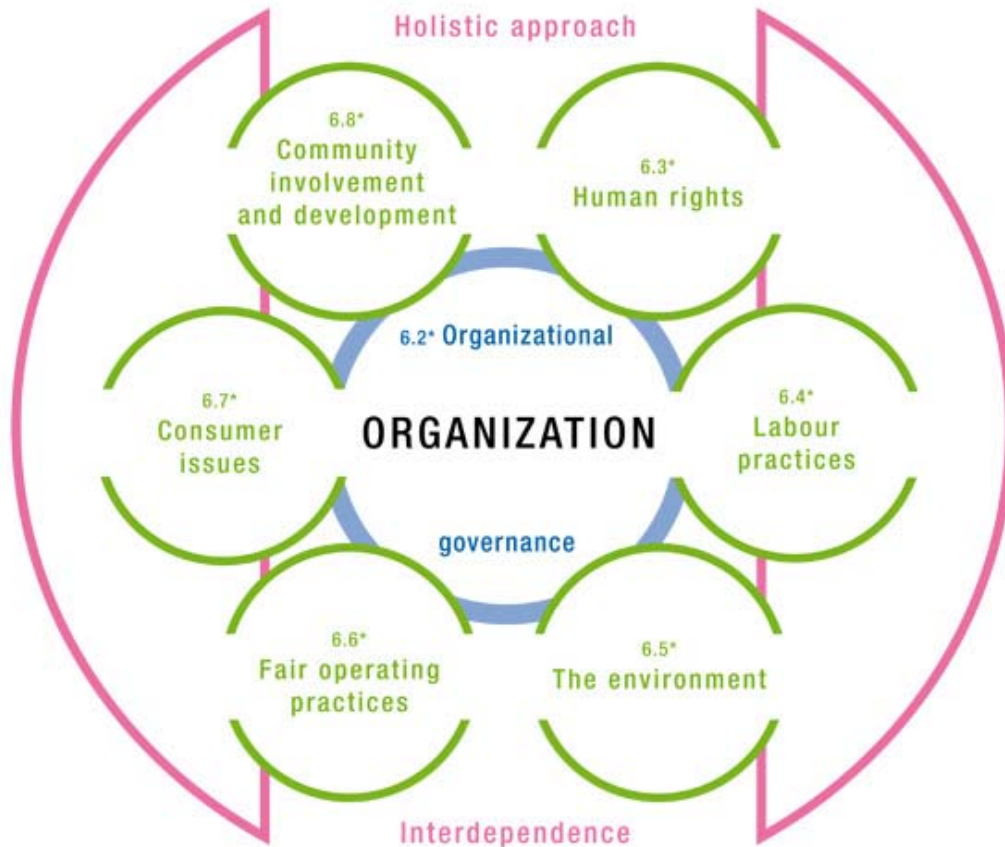 Holistic approach
6.8*
Community
involvement
and development
6.3*
Human rights
6.2* Organizational
6.7*
Consumer
issues
ORGANIZATION
6.4*
Labour
practices
governance
6.6*
Fair operating
practices
6.5*
The environment
Interdependence